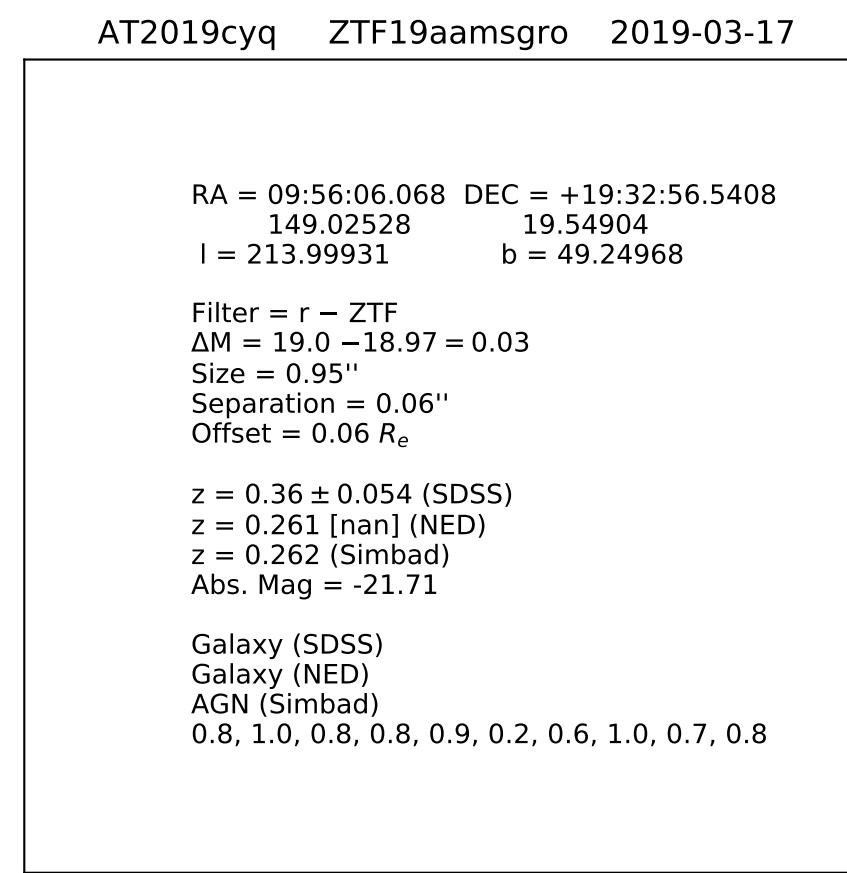 AT2019cyq ZTF19aamsgro 2019-03-17
RA = 09:56:06.068 DEC = +19:32:56.5408
149.02528 19.54904
l = 213.99931 b = 49.24968
Filter = r − ZTF
ΔM = 19.0 −18.97 = 0.03
Size = 0.95''
Separation = 0.06''
Offset = 0.06 Rₑ
z = 0.36 ± 0.054 (SDSS)
z = 0.261 [nan] (NED)
z = 0.262 (Simbad)
Abs. Mag = -21.71
Galaxy (SDSS)
Galaxy (NED)
AGN (Simbad)
0.8, 1.0, 0.8, 0.8, 0.9, 0.2, 0.6, 1.0, 0.7, 0.8